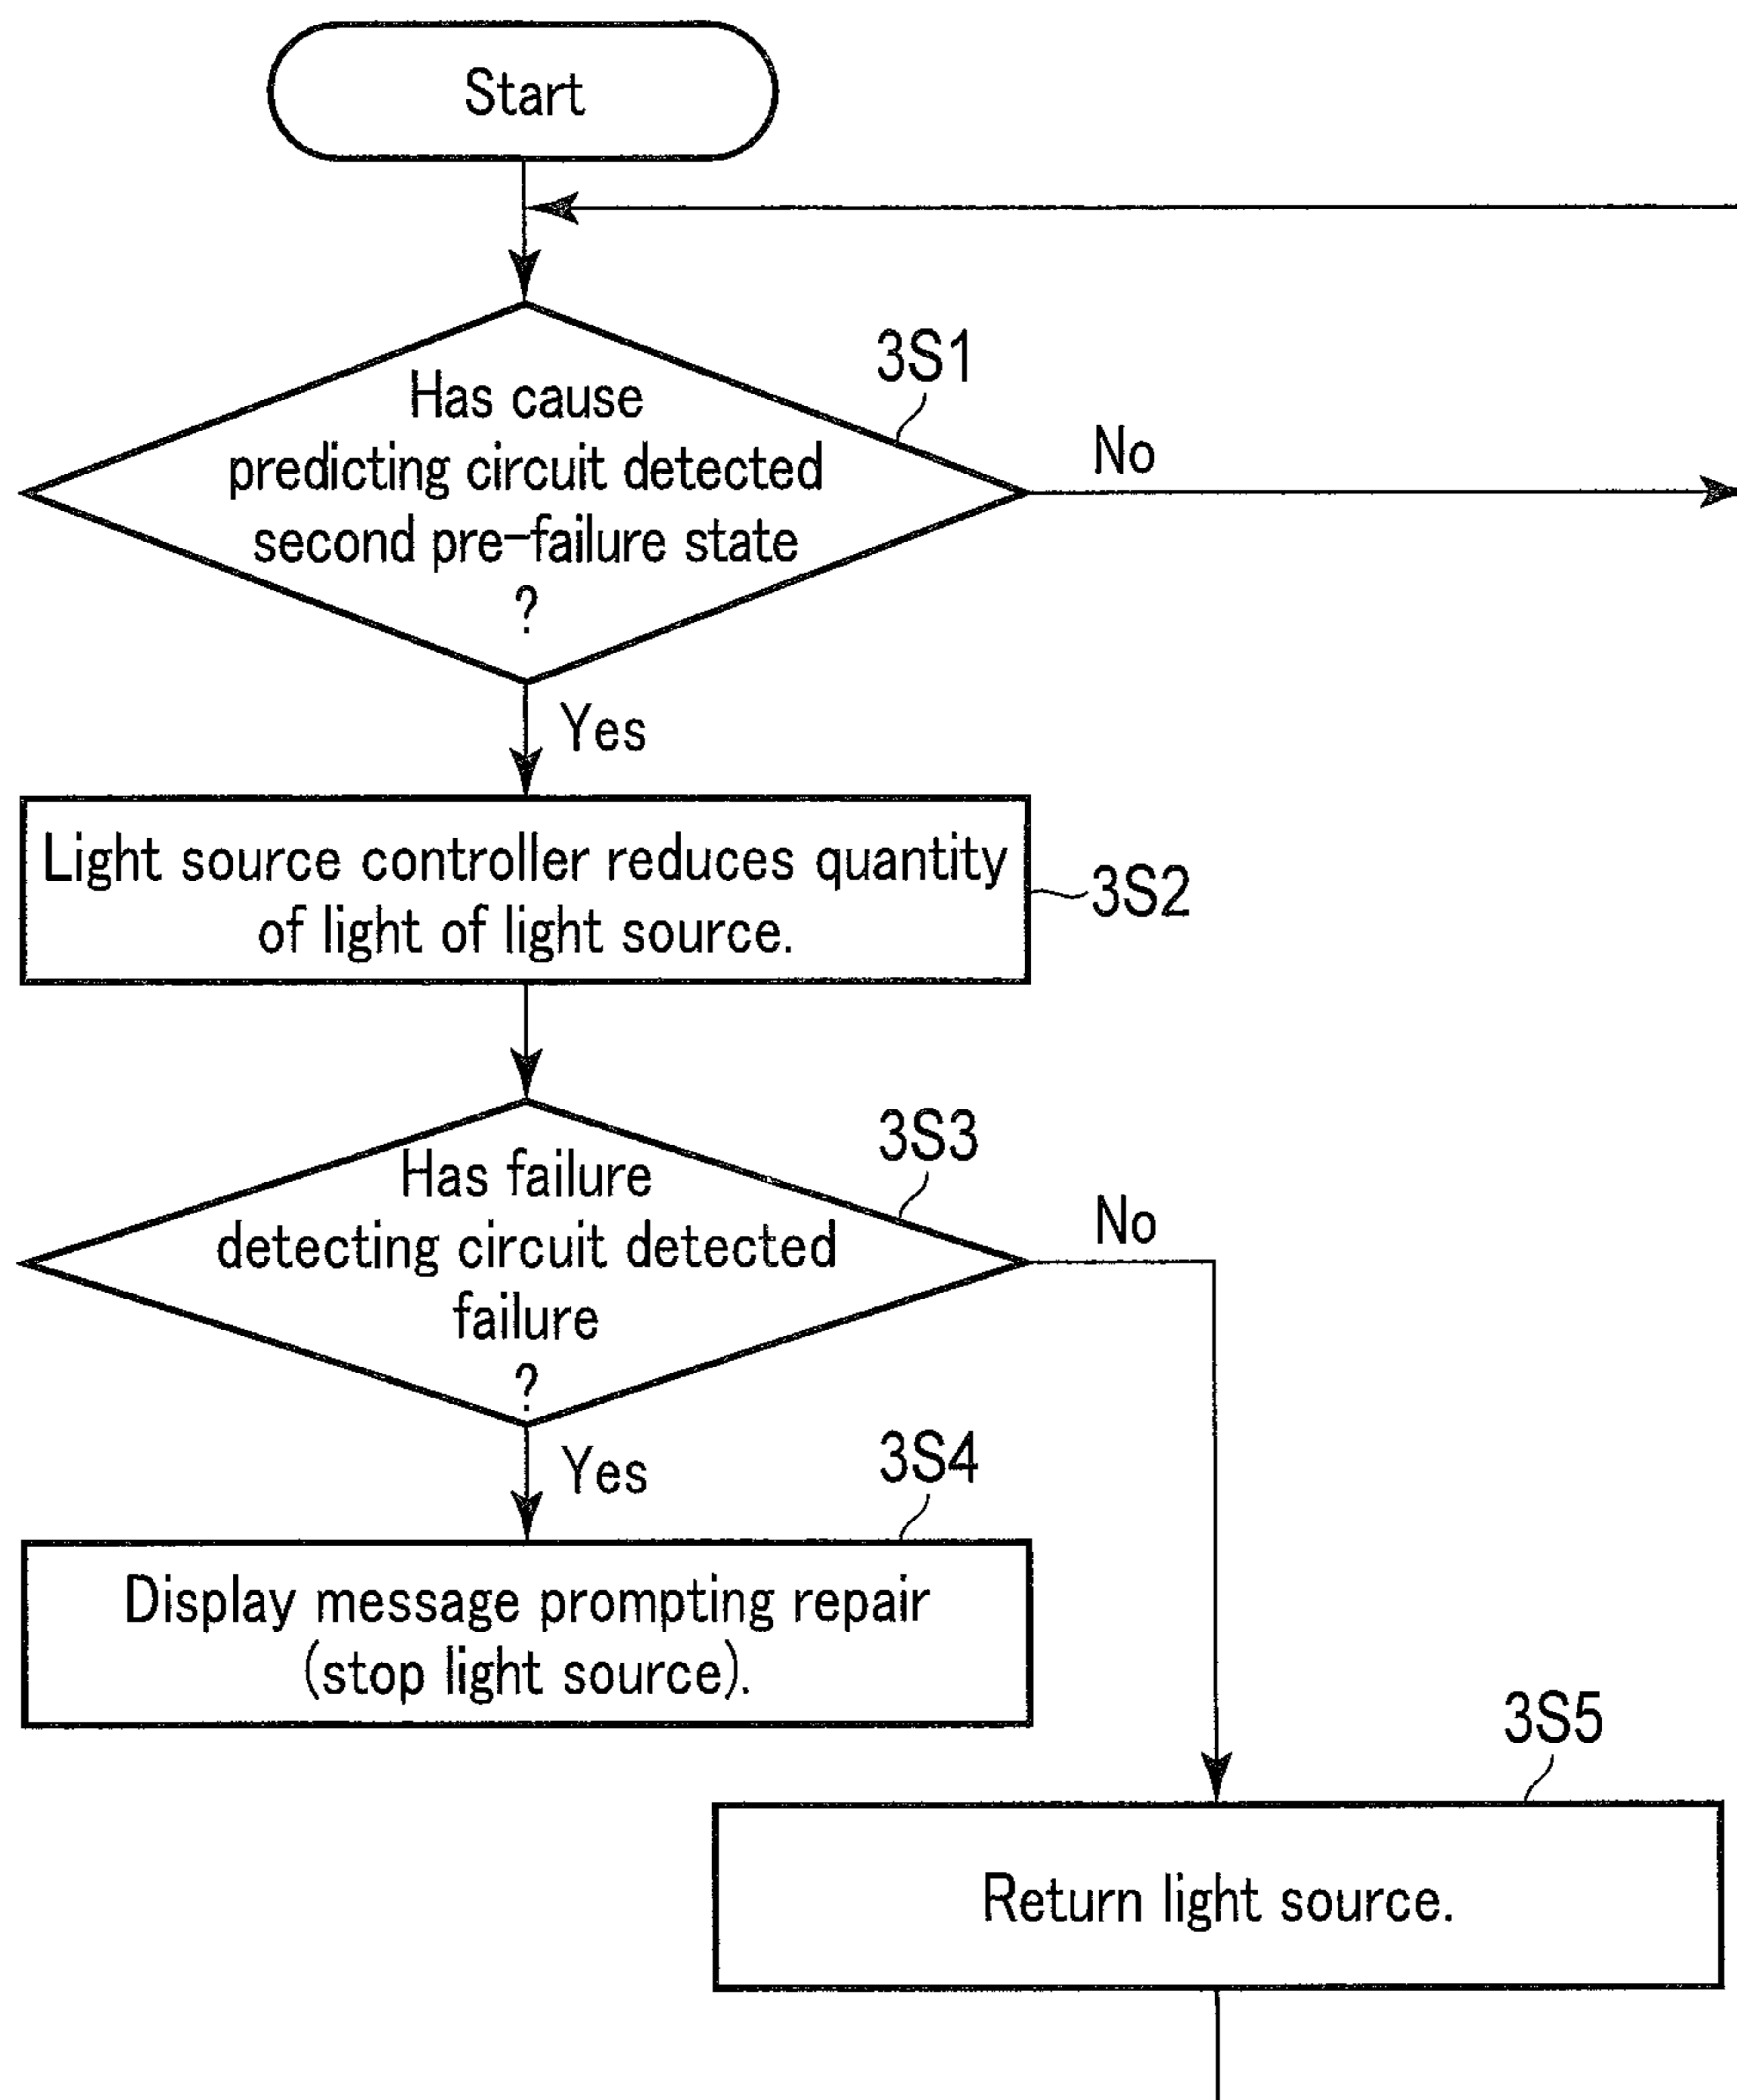 Start
3S1
Has cause
predicting circuit detected
second pre-failure state
?
No
Yes
Light source controller reduces quantity
of light of light source.
3S2
3S3
Has failure
detecting circuit detected
failure
?
No
Yes
3S4
Display message prompting repair
(stop light source).
3S5
Return light source.